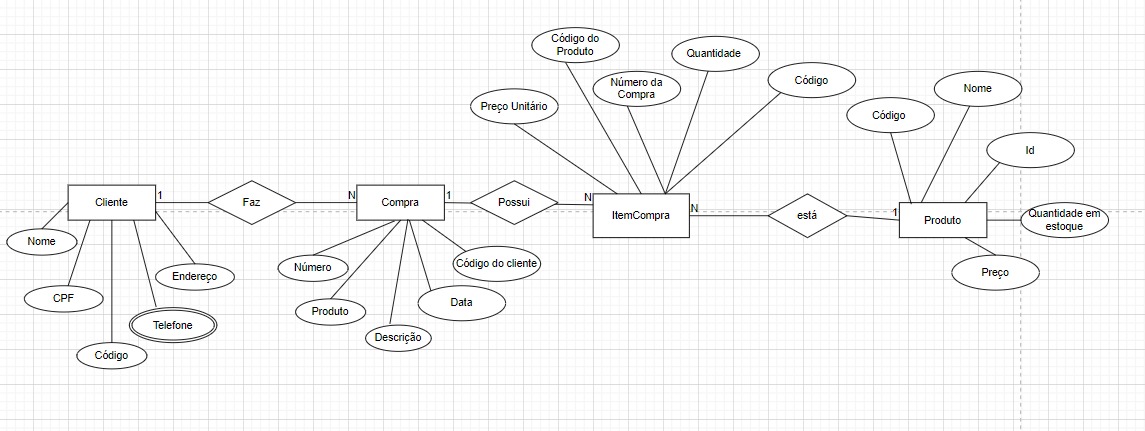 Código do
Produto
Quantidade
Número da
Compra
Código
Preço Unitário
Código
Nome
Id
Cliente
1
Faz
N
Compra
1
Possui
N
ItemCompra
N
está
1
Produto
Quantidade em
estoque
Nome
CPF
Código
Telefone
Endereço
Número
Produto
Descrição
Data
Código do cliente
Preço